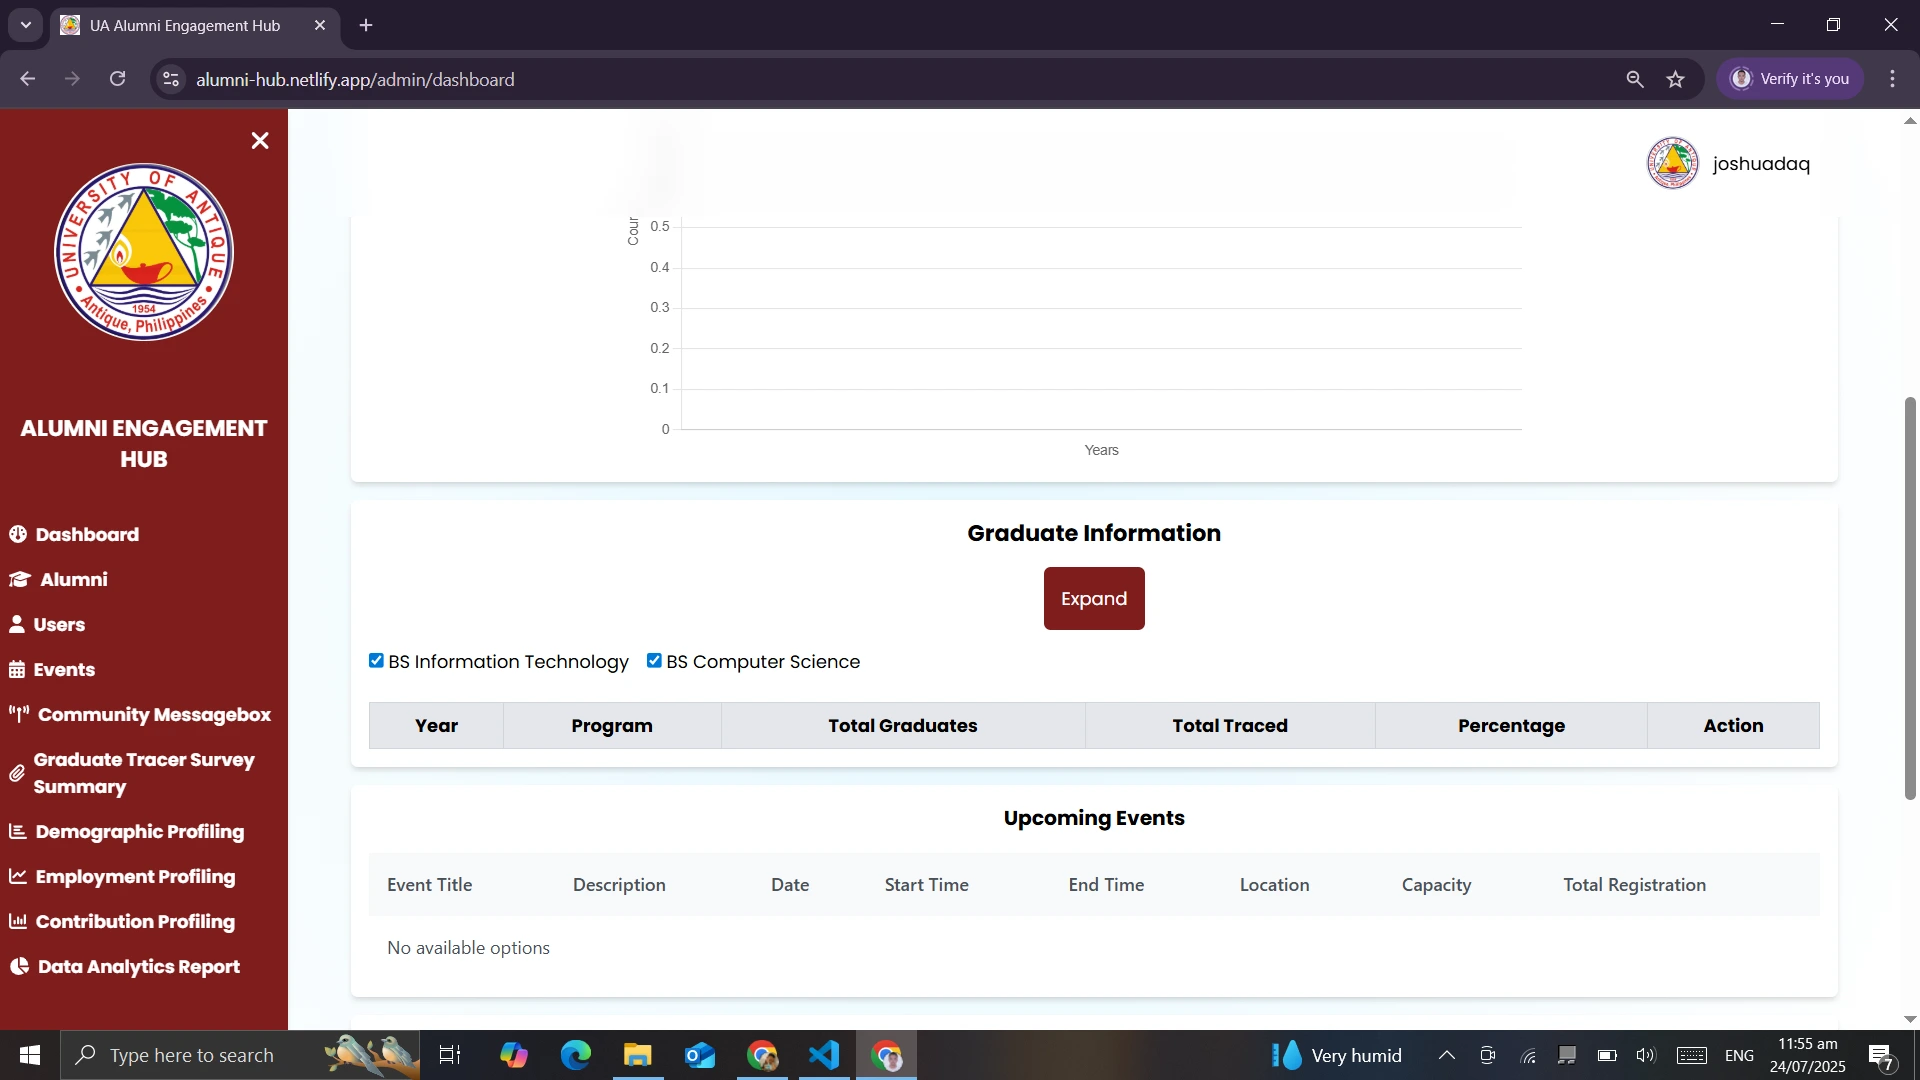 UA Alumni Engagement Hub
alumni-hub.netlify.app/admin/dashboard
Verify it's you
UNIVERSITY OF ANTIQUE
1954
Antique, Philippines
ALUMNI ENGAGEMENT
HUB
Dashboard
Alumni
Users
Events
Community Messagebox
Graduate Tracer Survey
Summary
Demographic Profiling
Employment Profiling
Contribution Profiling
Data Analytics Report
joshuadaq
0.5
0.4
0.3
0.2
0.1
0
Years
Graduate Information
Expand
BS Information Technology BS Computer Science
Year Program Total Graduates Total Traced Percentage Action
Upcoming Events
Event Title Description Date Start Time End Time Location Capacity Total Registration
No available options
Type here to search
Very humid
ENG
11:55 am
24/07/2025
7